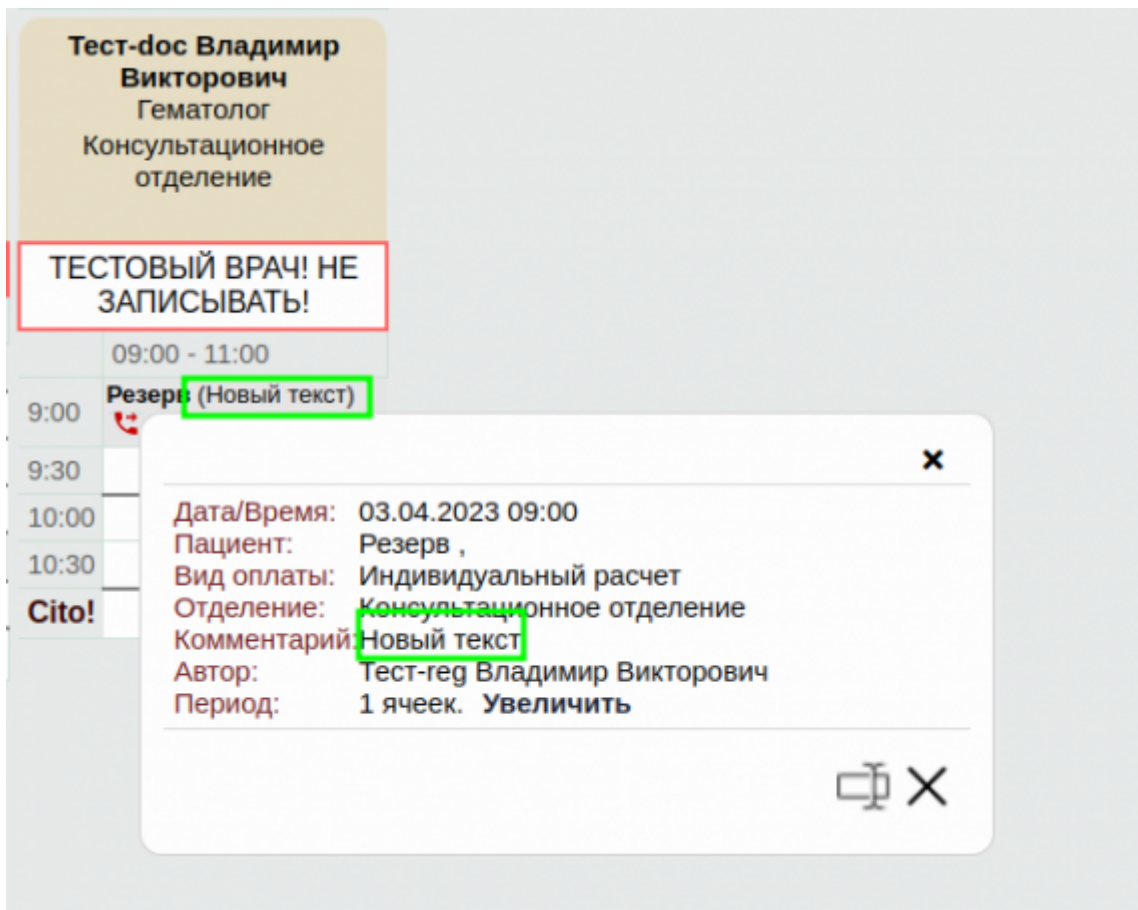 Тест-doc Владимир
Викторович
Гематолог
Консультационное
отделение
ТЕСТОВЫЙ ВРАЧ! НЕ
ЗАПИСЫВАТЬ!
09:00 - 11:00
9:00 Резерв (Новый текст)
9:30
10:00
10:30
Cito!
Дата/Время: 03.04.2023 09:00
Пациент: Резерв ,
Вид оплаты: Индивидуальный расчет
Отделение: Консультационное отделение
Комментарий: Новый текст
Автор: Тест-reg Владимир Викторович
Период: 1 ячеек. Увеличить